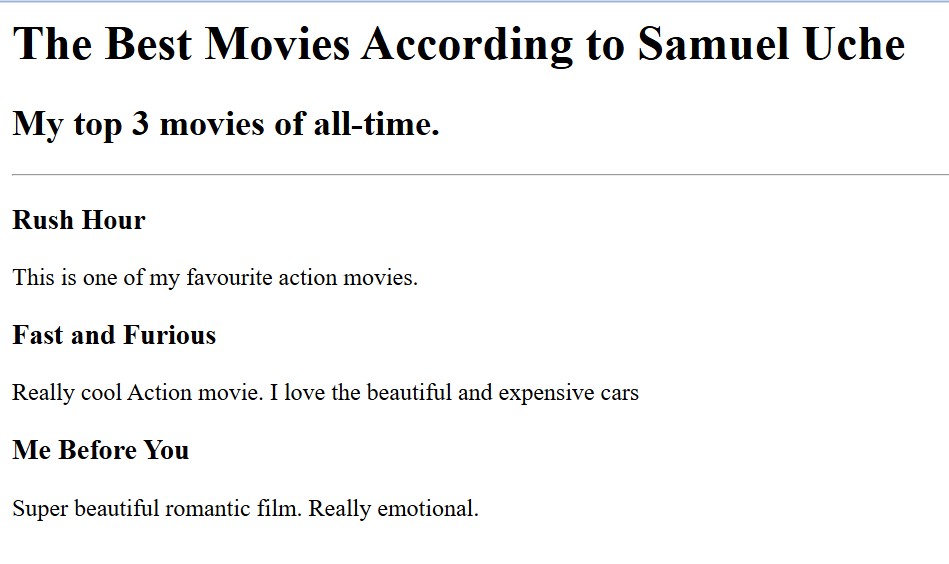 The Best Movies According to Samuel Uche
My top 3 movies of all-time.
Rush Hour
This is one of my favourite action movies.
Fast and Furious
Really cool Action movie. I love the beautiful and expensive cars
Me Before You
Super beautiful romantic film. Really emotional.